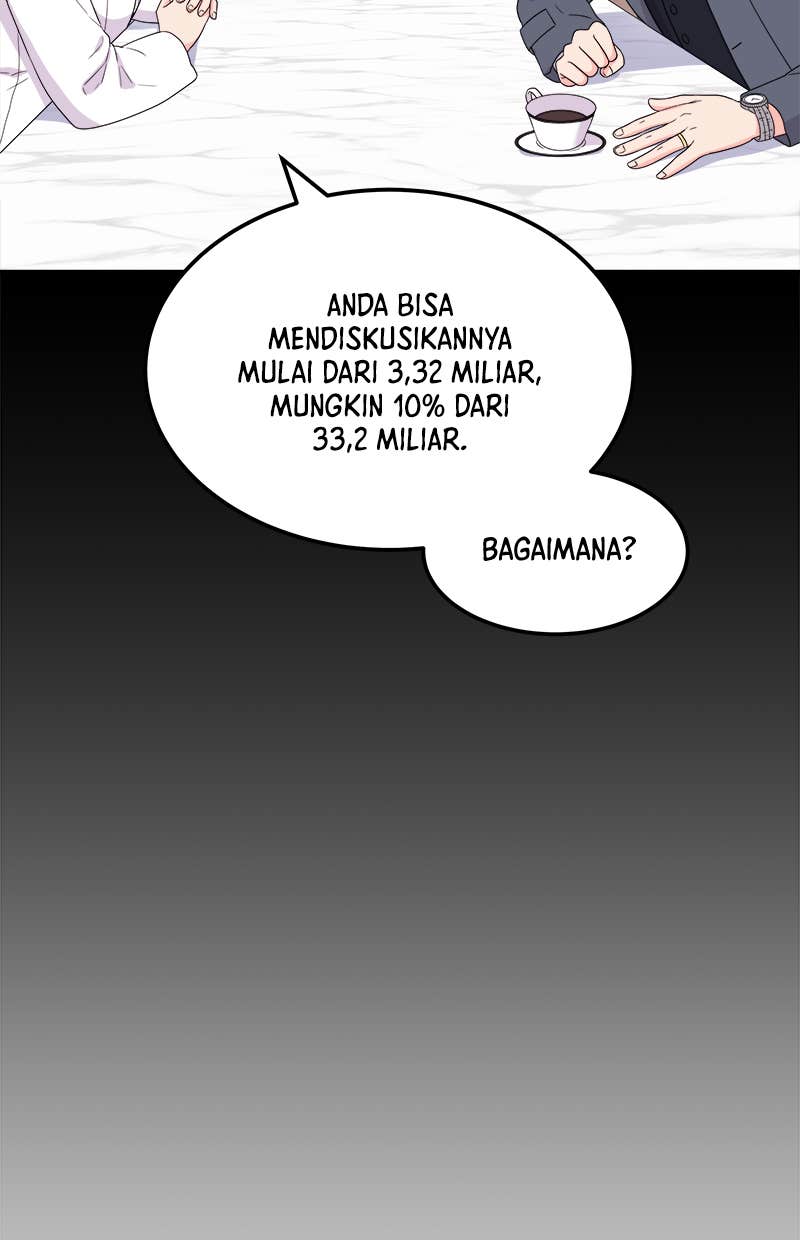 ANDA BISA
MENDISKUSIKANNYA
MULAI DARI 3,32 MILIAR,
MUNGKIN 10% DARI
33,2 MILIAR.
BAGAIMANA?